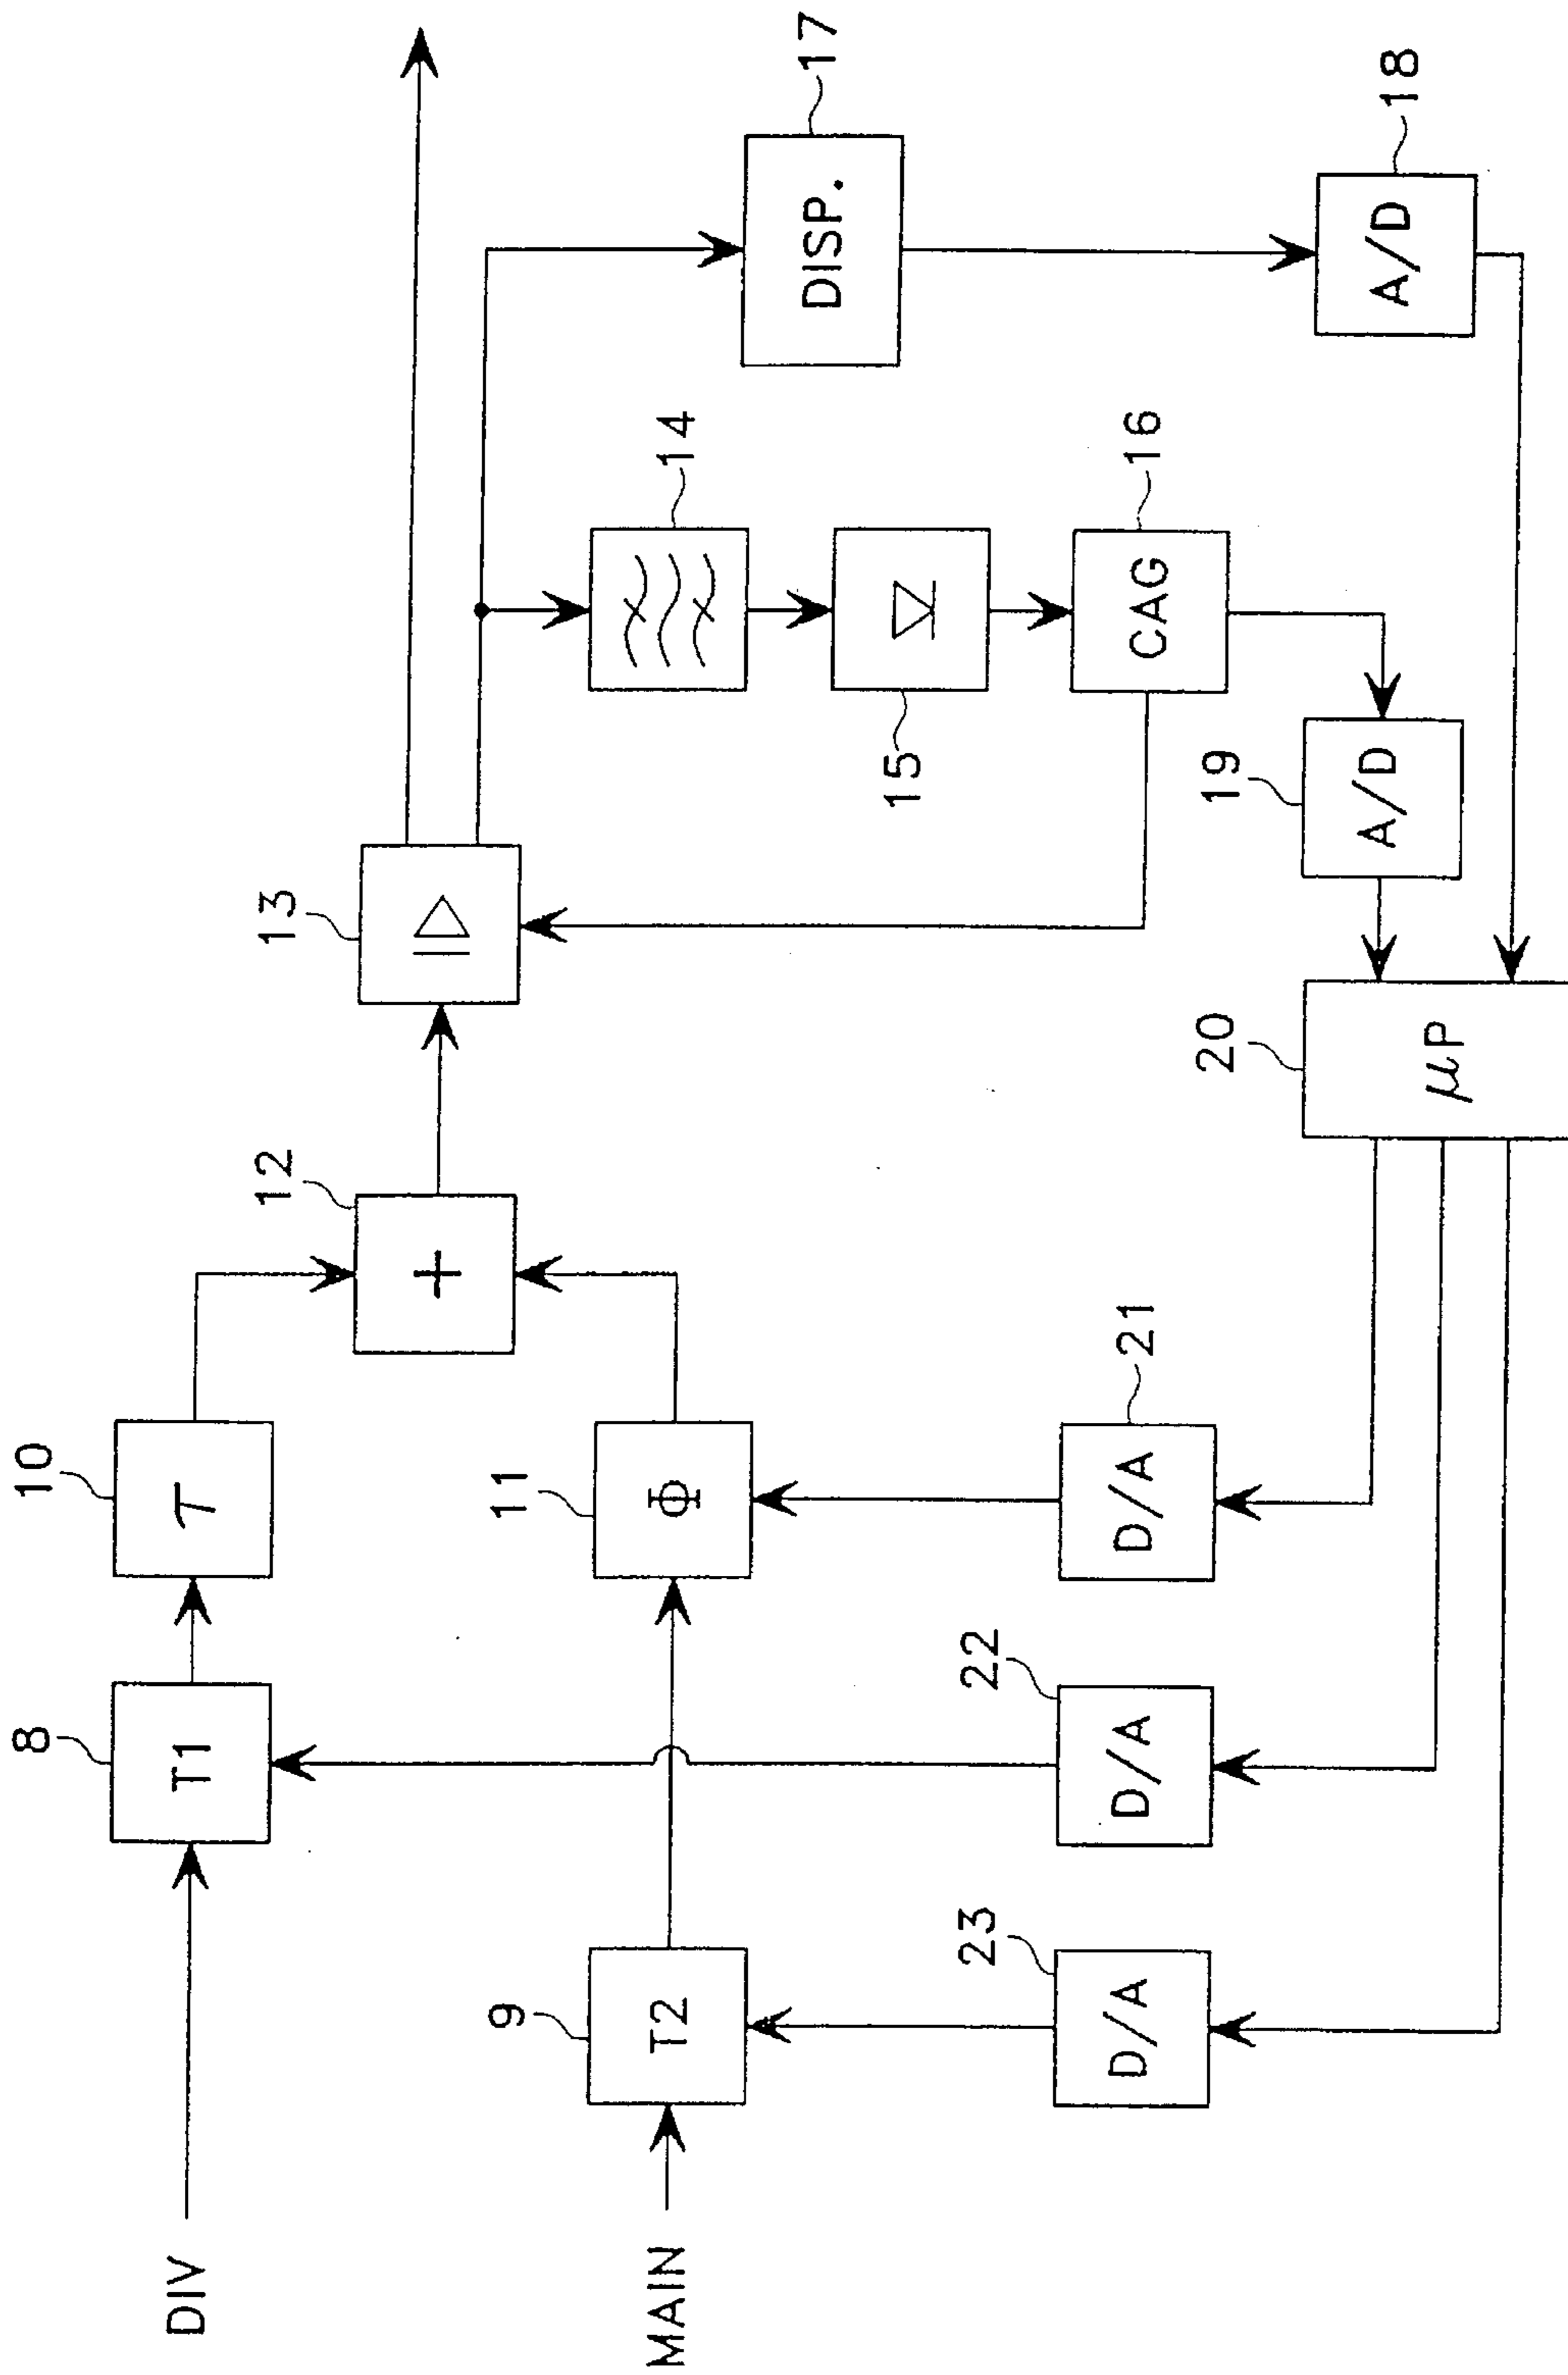 DIV
8
T1
10
τ
12
+
13
MAIN
9
T2
11
Φ
14
15
16
CAG
17
DISP.
18
A/D
19
A/D
20
μP
21
D/A
22
D/A
23
D/A